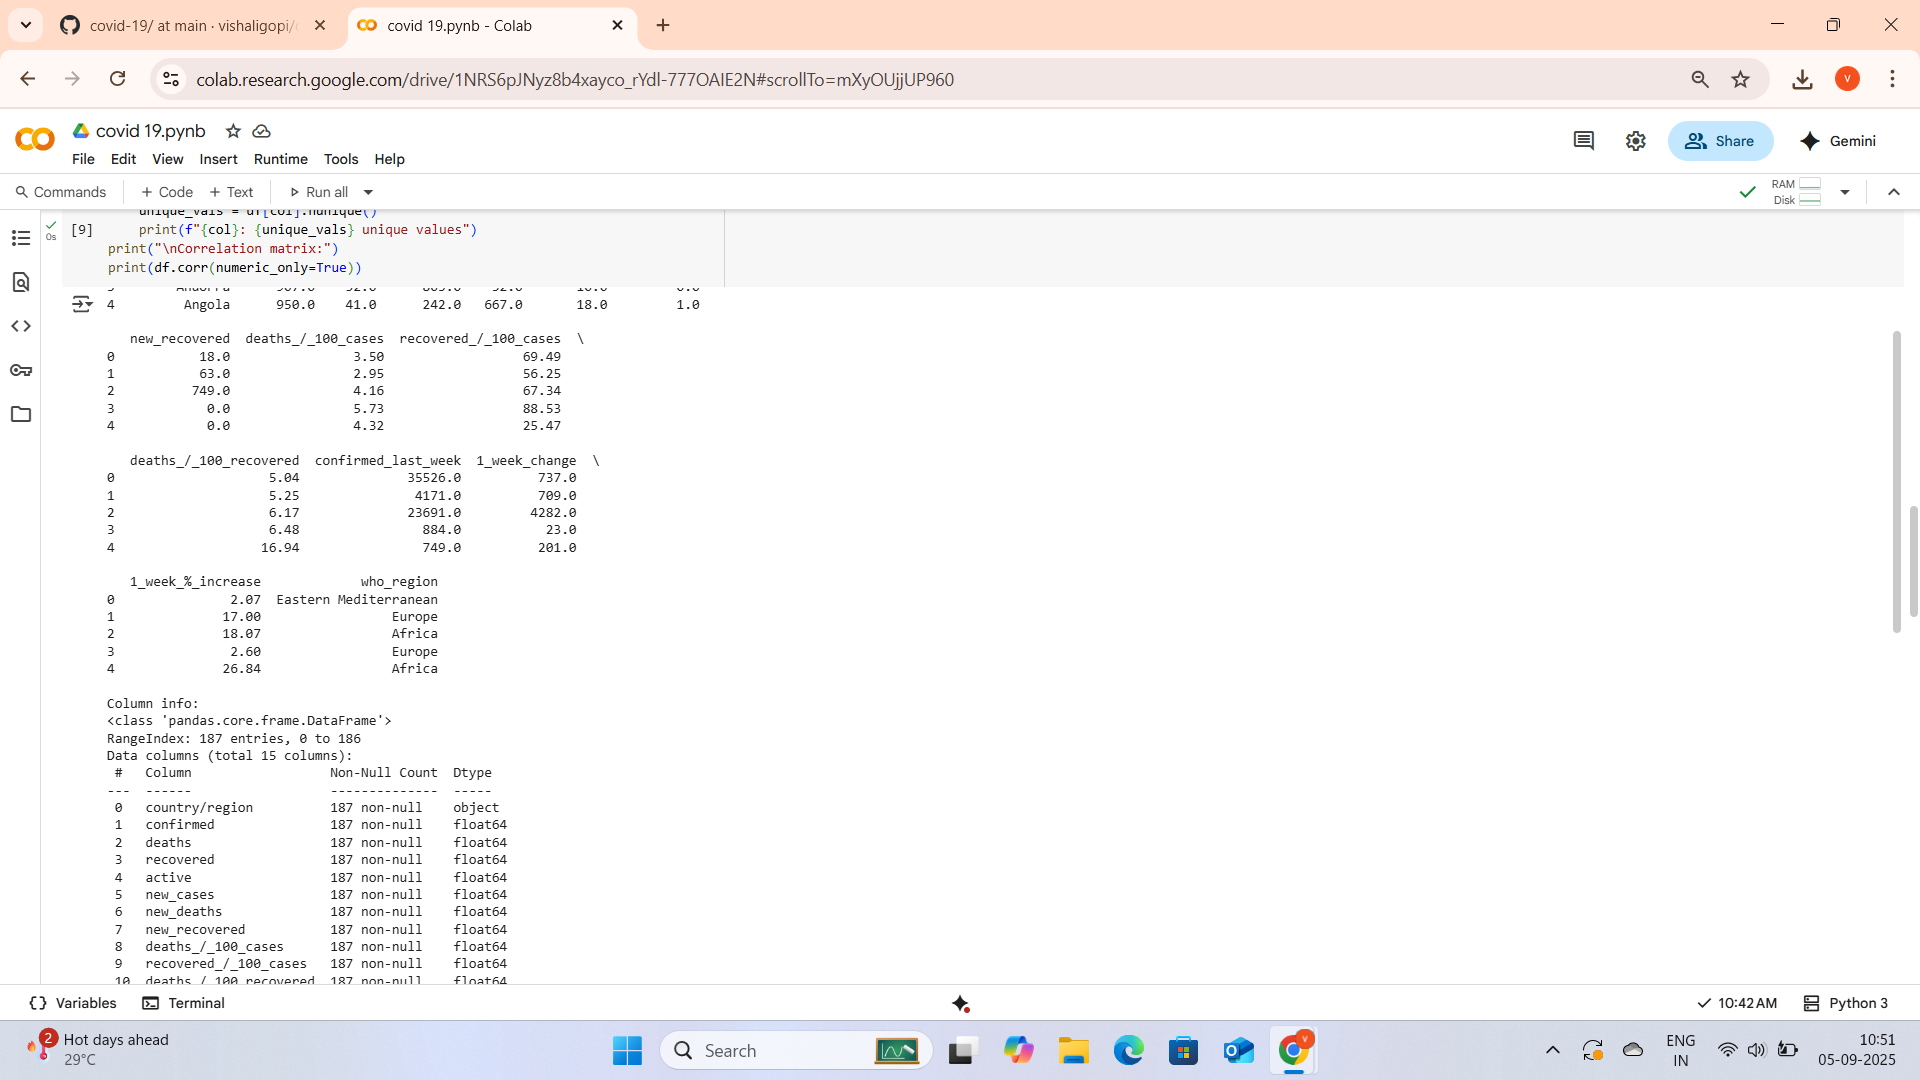 covid-19/ at main · vishaligopi/
covid 19.pynb - Colab
colab.research.google.com/drive/1NRS6pJNyz8b4xayco_rYdl-777OAIE2N#scrollTo=mXyOUjjUP960
V
covid 19.pynb
File Edit View Insert Runtime Tools Help
Share
Gemini
Commands + Code + Text Run all
RAM
Disk
unique_vals = df[col].nunique()
[9] print(f"{col}: {unique_vals} unique values")
0s
print("\nCorrelation matrix:")
print(df.corr(numeric_only=True))
4 Angola 950.0 41.0 242.0 667.0 18.0 1.0
new_recovered deaths_/_100_cases recovered_/_100_cases \
0 18.0 3.50 69.49
1 63.0 2.95 56.25
2 749.0 4.16 67.34
3 0.0 5.73 88.53
4 0.0 4.32 25.47
deaths_/_100_recovered confirmed_last_week 1_week_change \
0 5.04 35526.0 737.0
1 5.25 4171.0 709.0
2 6.17 23691.0 4282.0
3 6.48 884.0 23.0
4 16.94 749.0 201.0
1_week_%_increase who_region
0 2.07 Eastern Mediterranean
1 17.00 Europe
2 18.07 Africa
3 2.60 Europe
4 26.84 Africa
Column info:
<class 'pandas.core.frame.DataFrame'>
RangeIndex: 187 entries, 0 to 186
Data columns (total 15 columns):
# Column Non-Null Count Dtype
--- ------ -------------- -----
0 country/region 187 non-null object
1 confirmed 187 non-null float64
2 deaths 187 non-null float64
3 recovered 187 non-null float64
4 active 187 non-null float64
5 new_cases 187 non-null float64
6 new_deaths 187 non-null float64
7 new_recovered 187 non-null float64
8 deaths_/_100_cases 187 non-null float64
9 recovered_/_100_cases 187 non-null float64
10 deaths_/_100_recovered 187 non-null float64
Variables Terminal
10:42 AM Python 3
2
Hot days ahead
29°C
Search
V
ENG
IN
10:51
05-09-2025